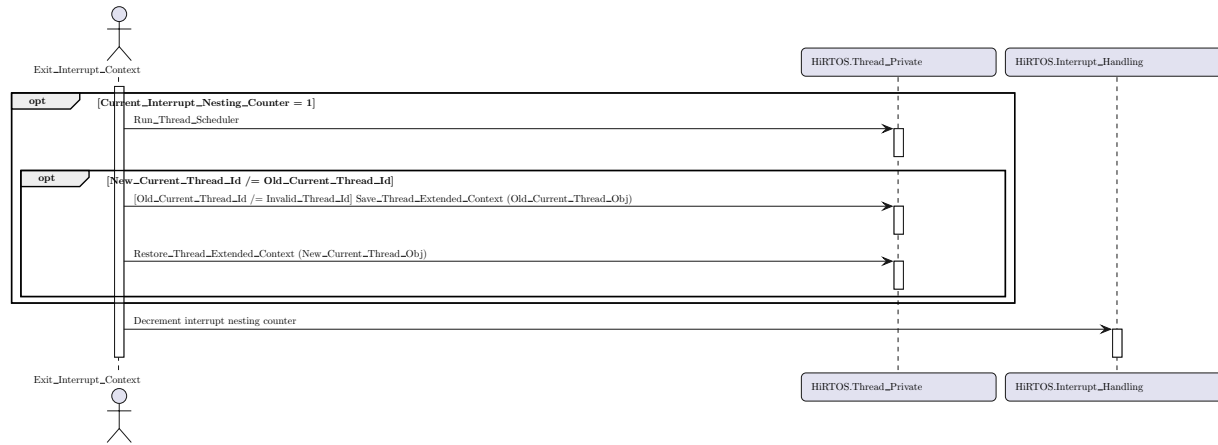 Exit_Interrupt_Context
HiRTOS.Thread_Private
HiRTOS.Interrupt_Handling
opt
[Current_Interrupt_Nesting_Counter = 1]
Run_Thread_Scheduler
opt
[New_Current_Thread_Id /= Old_Current_Thread_Id]
[Old_Current_Thread_Id /= Invalid_Thread_Id] Save_Thread_Extended_Context (Old_Current_Thread_Obj)
Restore_Thread_Extended_Context (New_Current_Thread_Obj)
Decrement interrupt nesting counter
Exit_Interrupt_Context
HiRTOS.Thread_Private
HiRTOS.Interrupt_Handling